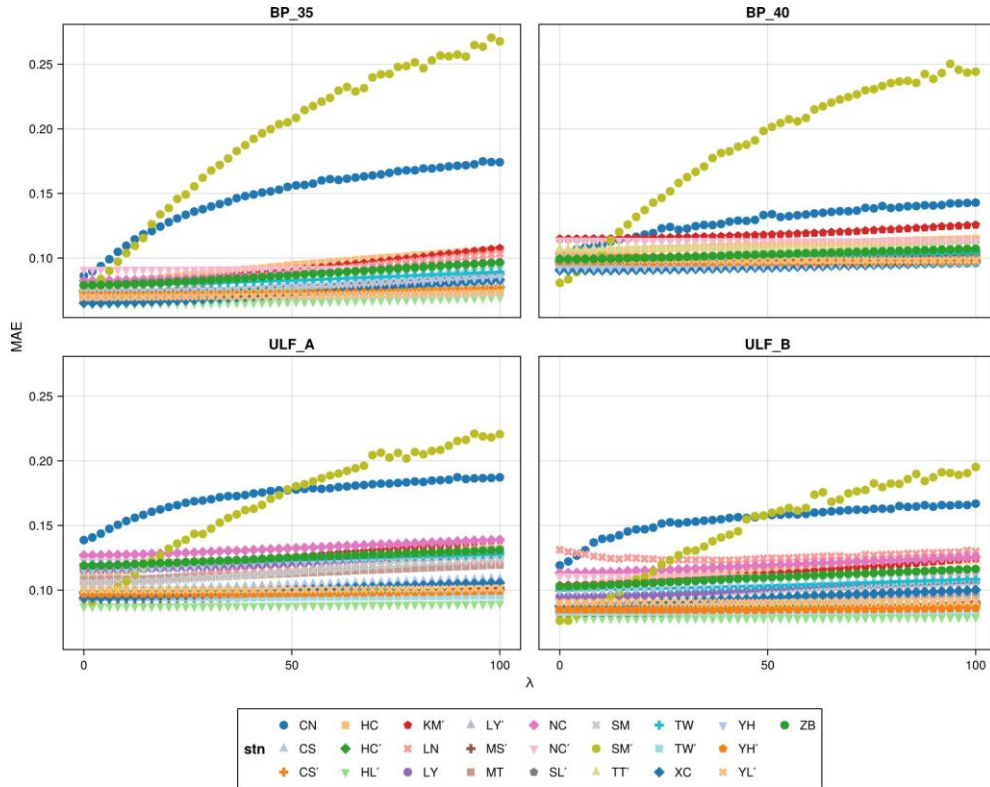 BP_35
BP_40
0.25
0.20
0.15
0.10
MAE
ULF_A
ULF_B
0.25
0.20
0.15
0.10
0
50
100
0
50
100
λ
stn
CN
HC
KM′
LY′
NC
SM
TW
YH
ZB
CS
HC′
LN
MS′
NC′
SM′
TW′
YH′
CS′
HL′
LY
MT
SL′
TT′
XC
YL′